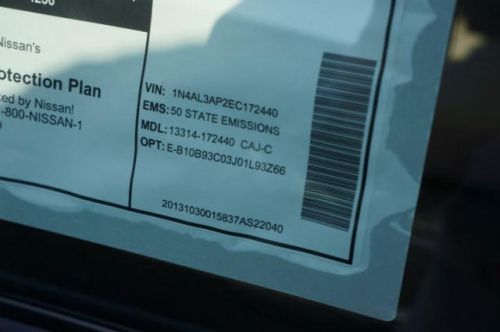 Nissan's
otection Plan
ed by Nissan!
-800-NISSAN-1
VIN: 1N4AL3AP2EC172440
EMS: 50 STATE EMISSIONS
MDL: 13314-172440 CAJ-C
OPT: E-B10B93C03J01L93Z66
20131030015837AS22040